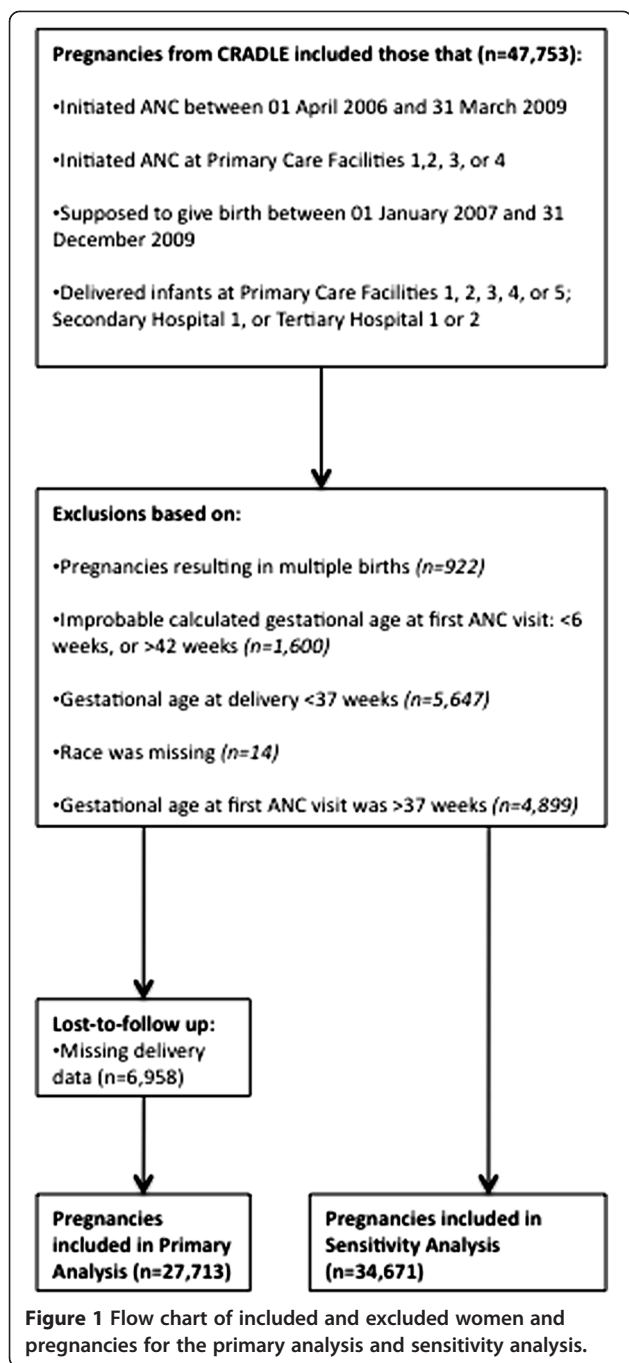 Pregnancies from CRADLE included those that (n=47,753):
•Initiated ANC between 01 April 2006 and 31 March 2009
•Initiated ANC at Primary Care Facilities 1,2, 3, or 4
•Supposed to give birth between 01 January 2007 and 31
December 2009
•Delivered infants at Primary Care Facilities 1, 2, 3, 4, or 5;
Secondary Hospital 1, or Tertiary Hospital 1 or 2
Exclusions based on:
•Pregnancies resulting in multiple births (n=922)
•Improbable calculated gestational age at first ANC visit: <6
weeks, or >42 weeks (n=1,600)
•Gestational age at delivery <37 weeks (n=5,647)
•Race was missing (n=14)
•Gestational age at first ANC visit was >37 weeks (n=4,899)
Lost-to-follow up:
•Missing delivery
data (n=6,958)
Pregnancies
included in Primary
Analysis (n=27,713)
Pregnancies included in
Sensitivity Analysis
(n=34,671)
Figure 1 Flow chart of included and excluded women and
pregnancies for the primary analysis and sensitivity analysis.